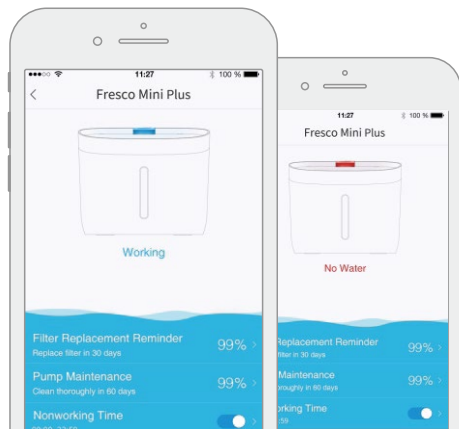 11:27
100 %
Fresco Mini Plus
Working
Filter Replacement Reminder
99%
Replace filter in 30 days
Pump Maintenance
99%
Clean thoroughly in 60 days
Nonworking Time
11:27
100 %
Fresco Mini Plus
No Water
Replacement Reminder
99%
filter in 30 days
Maintenance
99%
thoroughly in 60 days
Time
:59